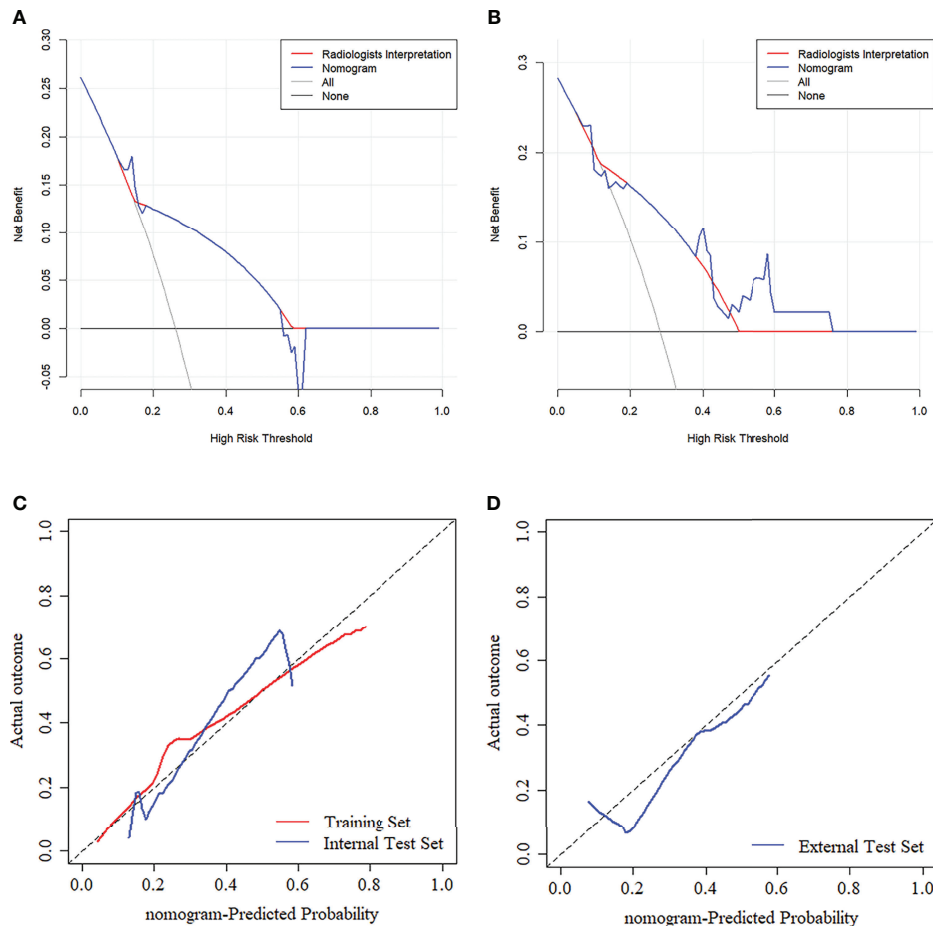 A
0.30
0.25
0.20
0.15
0.10
0.05
0.00
-0.05
Net Benefit
Radiologists Interpretation
Nomogram
All
None
0.0 0.2 0.4 0.6 0.8 1.0
High Risk Threshold
B
0.3
0.2
0.1
0.0
Net Benefit
Radiologists Interpretation
Nomogram
All
None
0.0 0.2 0.4 0.6 0.8 1.0
High Risk Threshold
C
1.0
0.8
0.6
0.4
0.2
0.0
Actual outcome
Training Set
Internal Test Set
0.0 0.2 0.4 0.6 0.8 1.0
nomogram-Predicted Probability
D
1.0
0.8
0.6
0.4
0.2
0.0
Actual outcome
External Test Set
0.0 0.2 0.4 0.6 0.8 1.0
nomogram-Predicted Probability